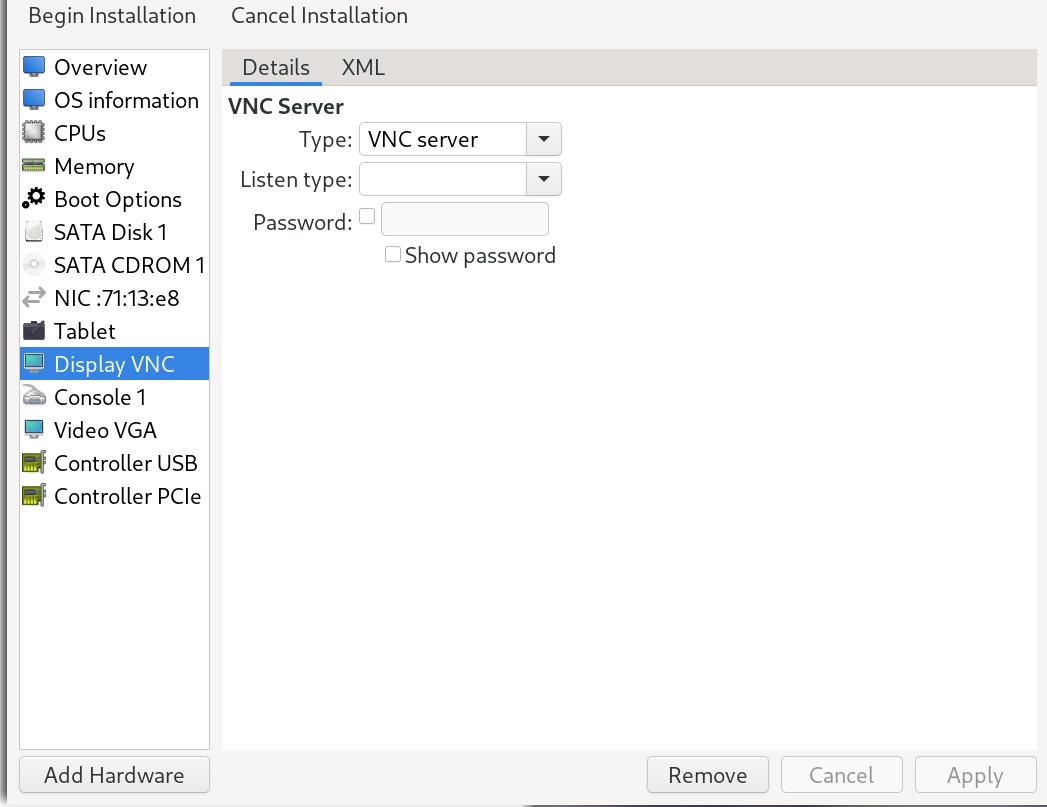 Begin Installation Cancel Installation
Overview
OS information
CPUs
Memory
Boot Options
SATA Disk 1
SATA CDROM 1
NIC :71:13:e8
Tablet
Display VNC
Console 1
Video VGA
Controller USB
Controller PCIe
Add Hardware
Details XML
VNC Server
Type: VNC server
Listen type:
Password:
Show password
Remove Cancel Apply